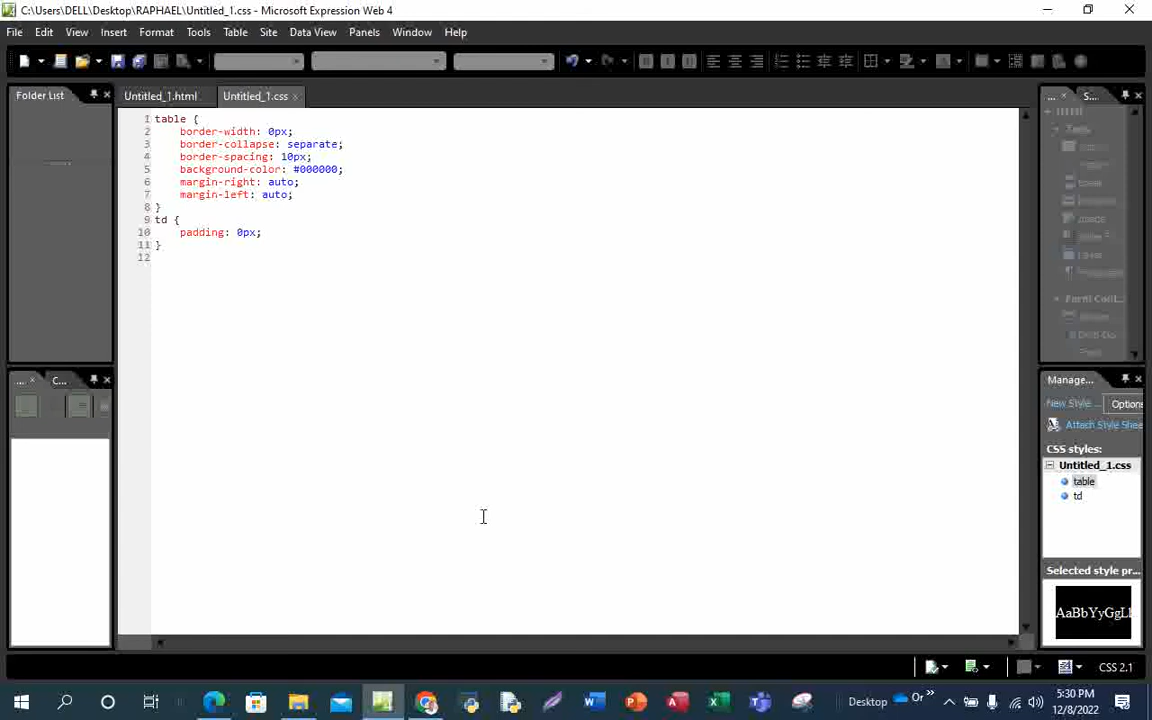 C:\Users\DELL\Desktop\RAPHAEL\Untitled_1.css - Microsoft Expression Web 4
File Edit View Insert Format Tools Table Site Data View Panels Window Help
Folder List
Untitled_1.html
Untitled_1.css
... S...
1 table {
2 border-width: 0px;
3 border-collapse: separate;
4 border-spacing: 10px;
5 background-color: #000000;
6 margin-right: auto;
7 margin-left: auto;
8 }
9 td {
10 padding: 0px;
11 }
12
... C...
Manage...
New Style... Options
Attach Style Shee
CSS styles:
Untitled_1.css
table
td
Selected style pr...
AaBbYyGgLl
CSS 2.1
Desktop
Or
5:30 PM
12/8/2022